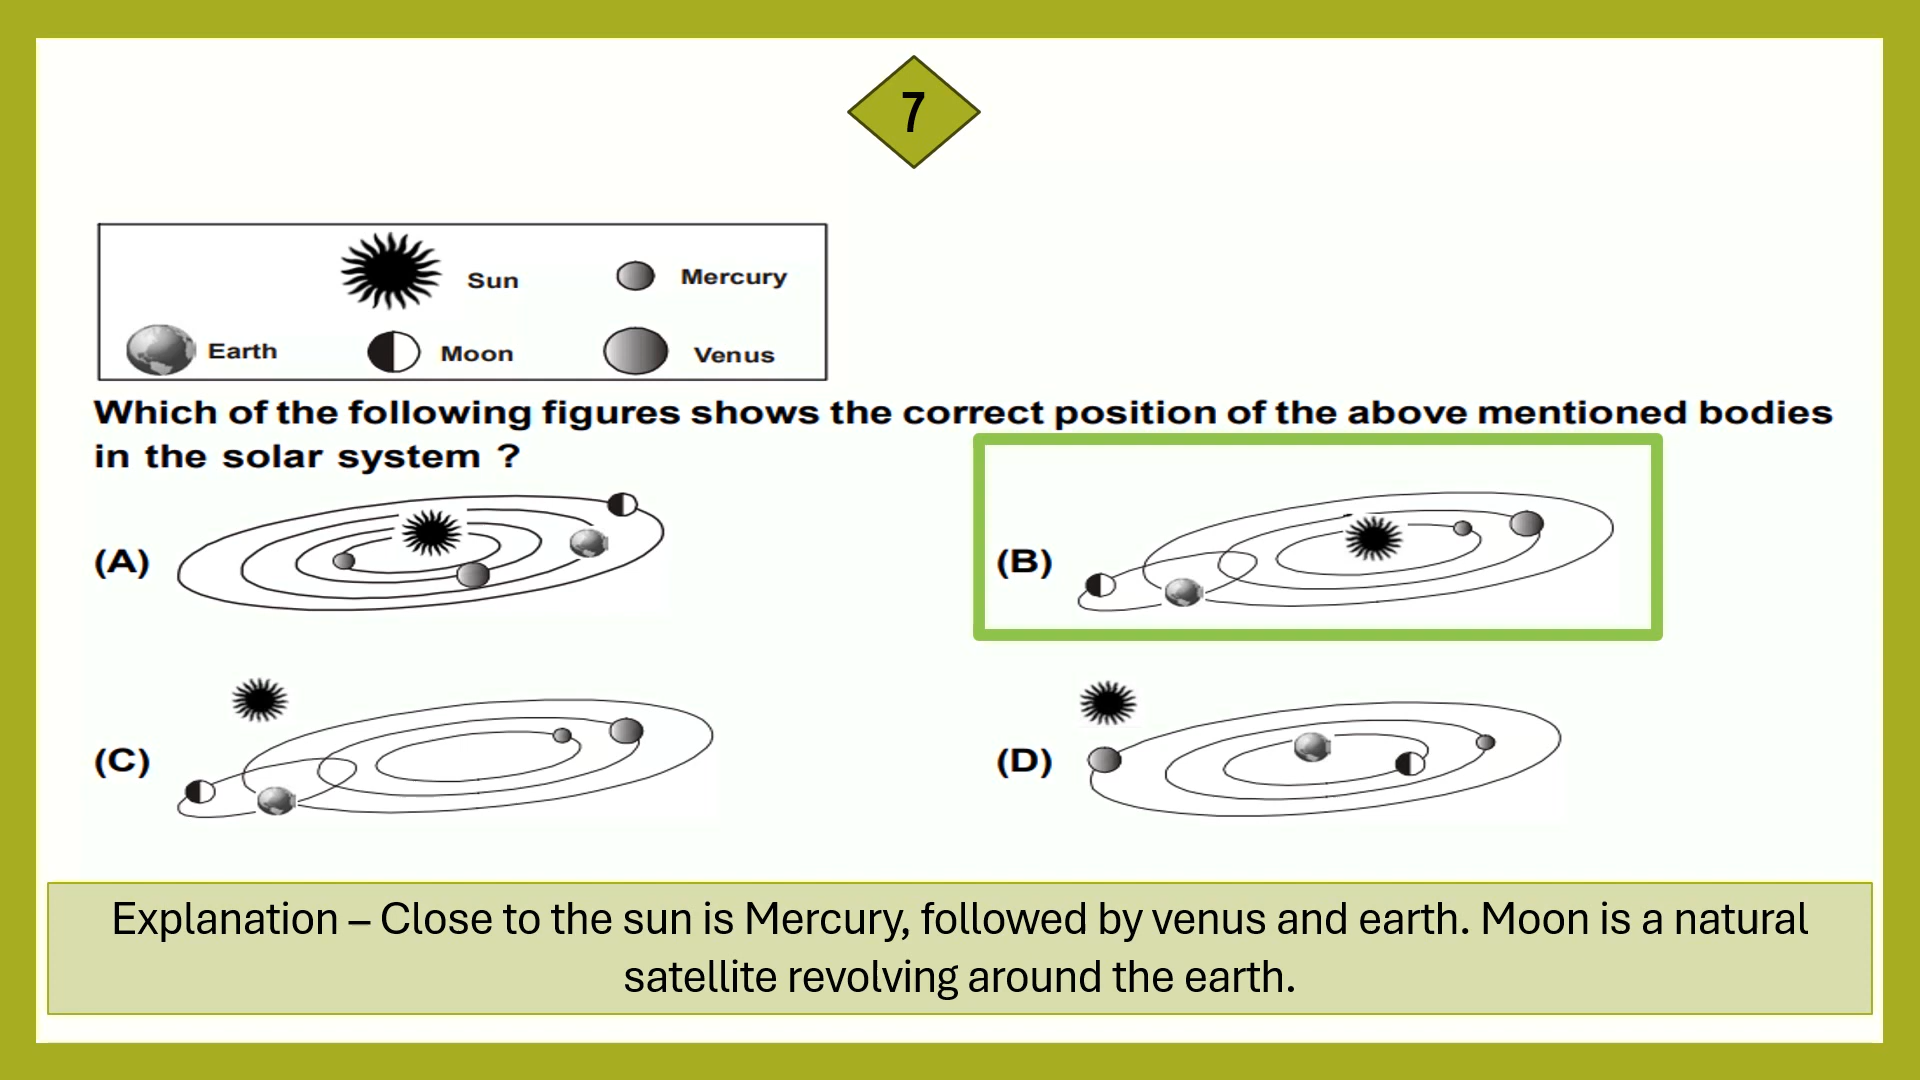 7
Sun
Mercury
Earth
Moon
Venus
Which of the following figures shows the correct position of the above mentioned bodies
in the solar system ?
(A)
(B)
(C)
(D)
Explanation – Close to the sun is Mercury, followed by venus and earth. Moon is a natural
satellite revolving around the earth.